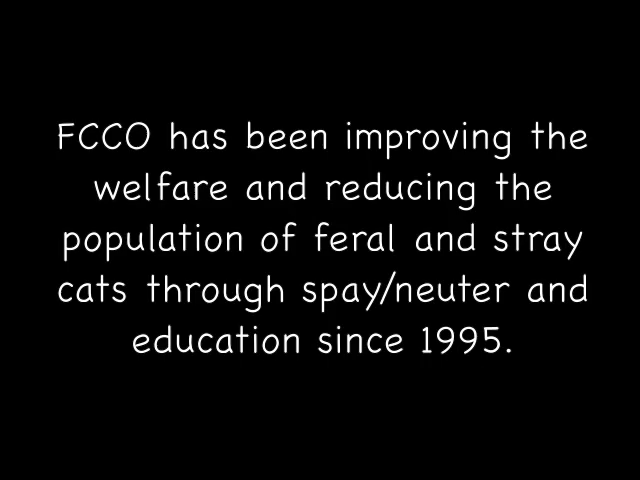 FCCO has been improving the
welfare and reducing the
population of feral and stray
cats through spay/neuter and
education since 1995.